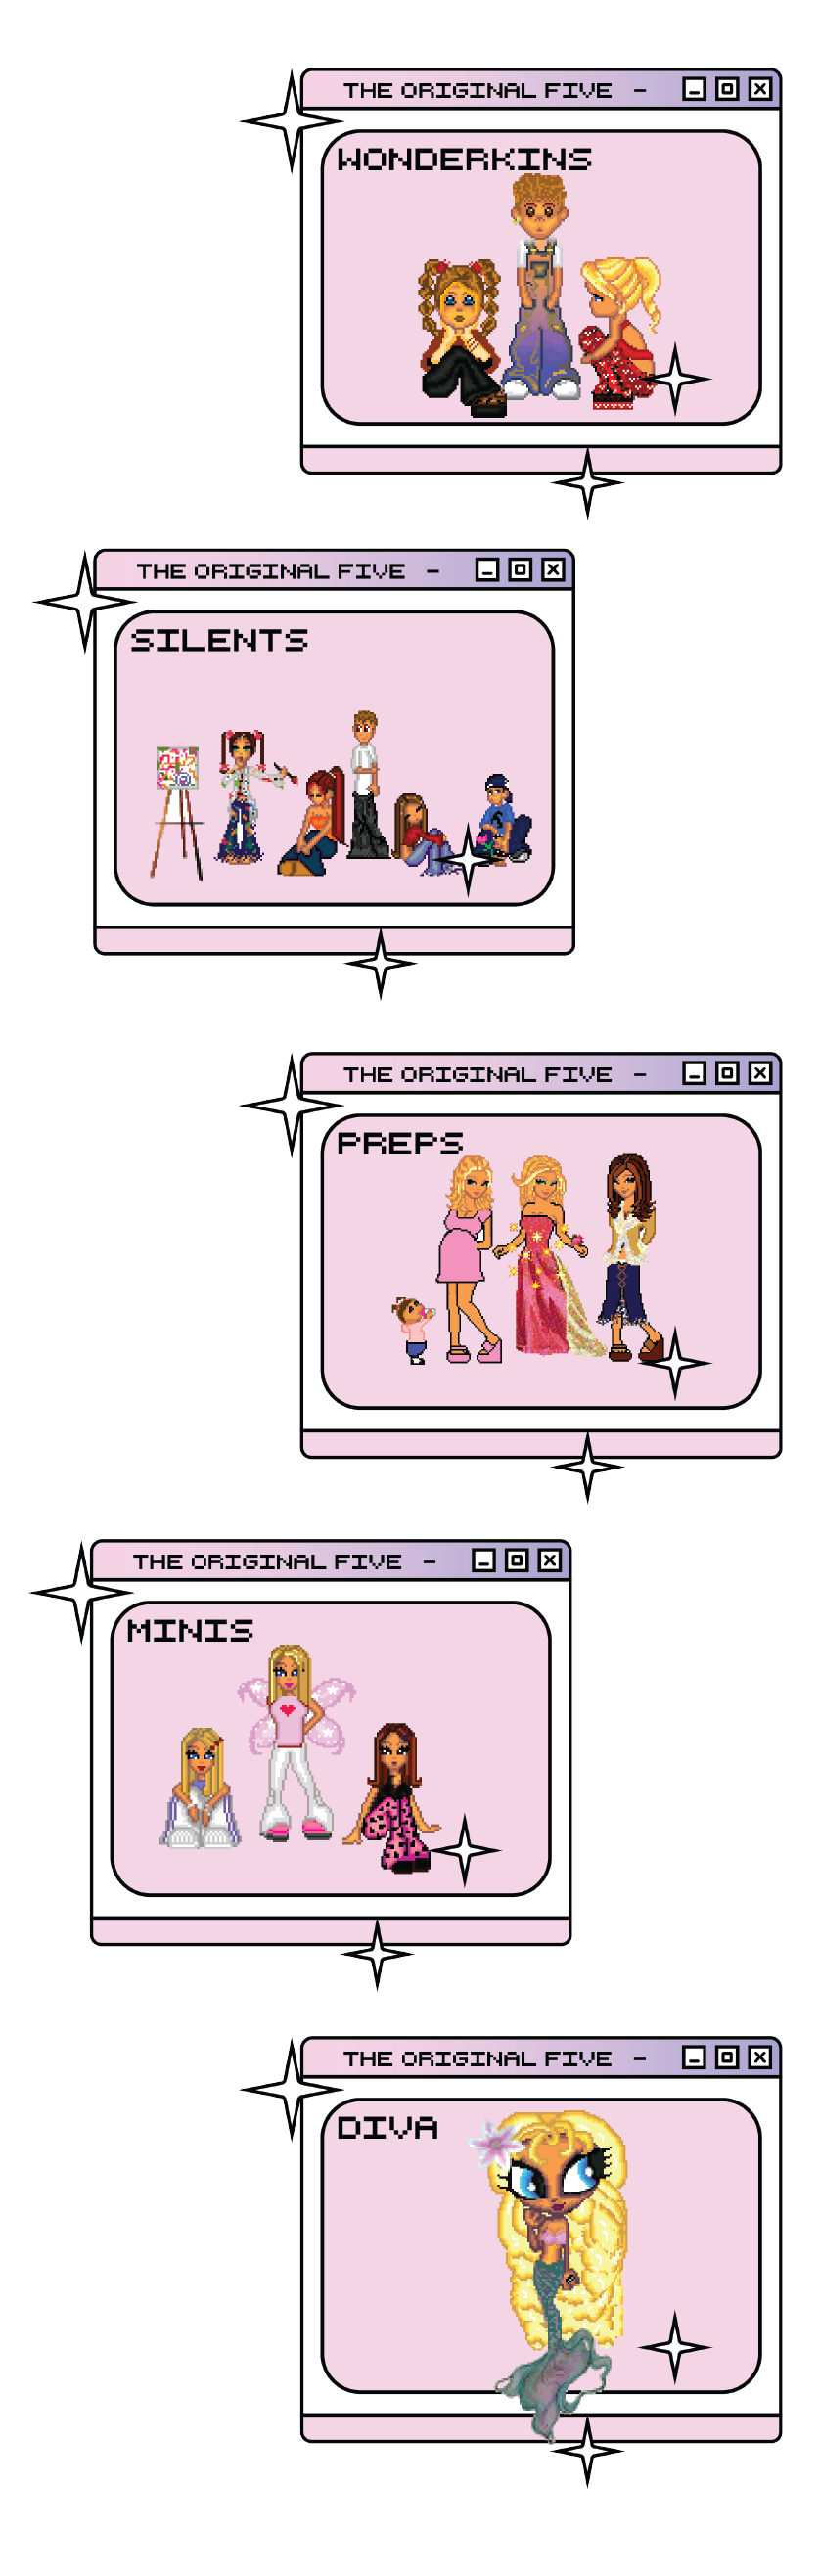 THE ORIGINAL FIVE -
WONDERKINS
THE ORIGINAL FIVE -
SILENTS
THE ORIGINAL FIVE -
PREPS
THE ORIGINAL FIVE -
MINIS
THE ORIGINAL FIVE -
DIVA